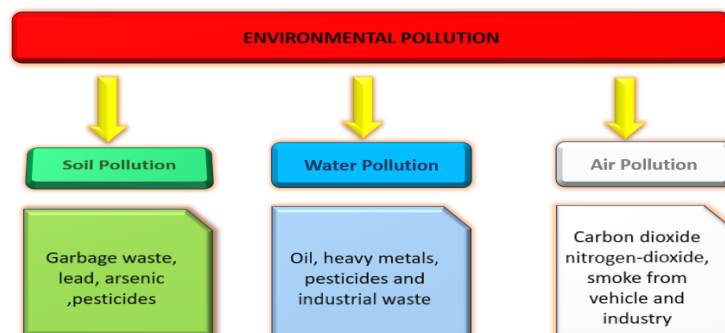 ENVIRONMENTAL POLLUTION
Soil Pollution
Water Pollution
Air Pollution
Garbage waste,
lead, arsenic
,pesticides
Oil, heavy metals,
pesticides and
industrial waste
Carbon dioxide
nitrogen-dioxide,
smoke from
vehicle and
industry